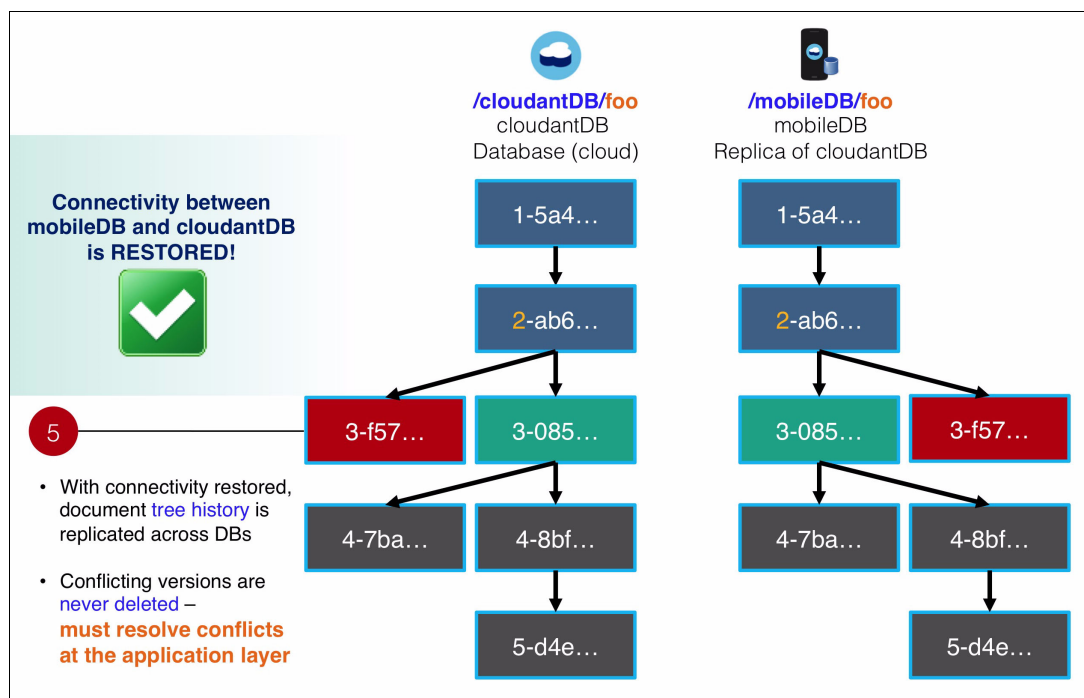 /cloudantDB/foo
cloudantDB
Database (cloud)
/mobileDB/foo
mobileDB
Replica of cloudantDB
Connectivity between
mobileDB and cloudantDB
is RESTORED!
1-5a4…
2-ab6…
3-f57…
3-085…
4-7ba…
4-8bf…
5-d4e…
1-5a4…
2-ab6…
3-085…
3-f57…
4-7ba…
4-8bf…
5-d4e…
5
• With connectivity restored,
document tree history is
replicated across DBs
• Conflicting versions are
never deleted –
must resolve conflicts
at the application layer